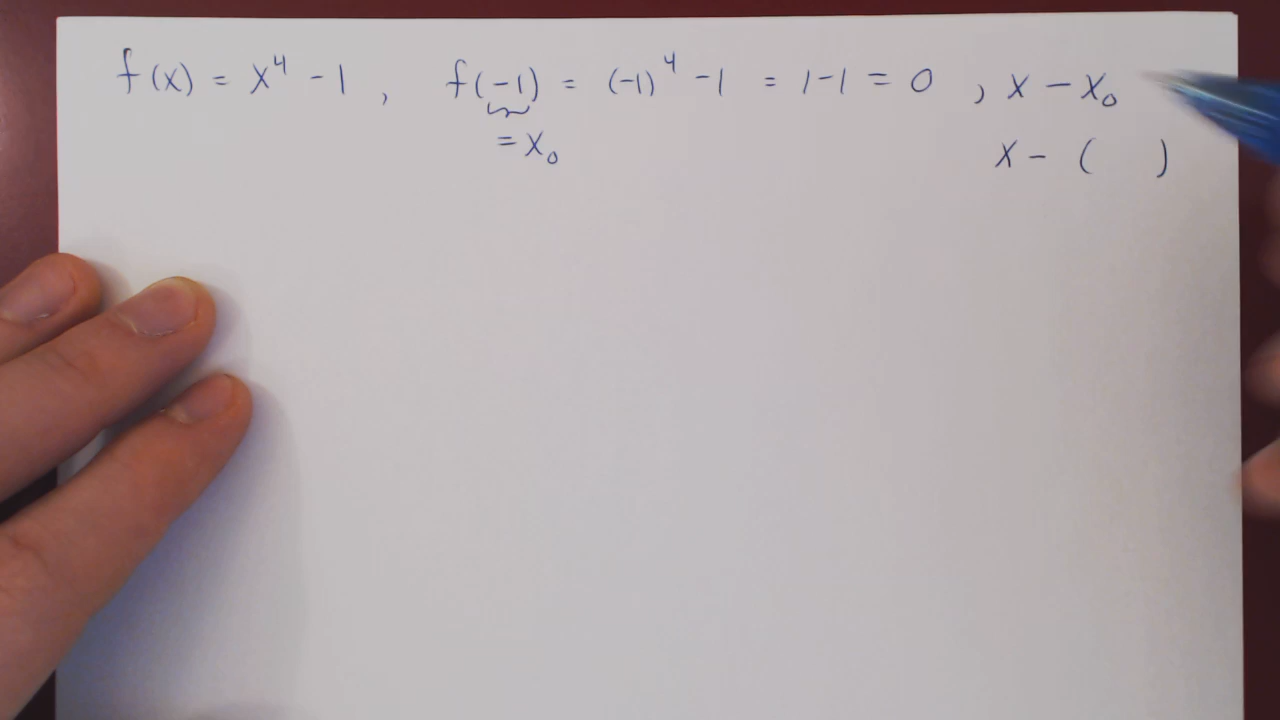 f(x) = x⁴ - 1 , f(-1) = (-1)⁴ - 1 = 1 - 1 = 0 , x - x₀
= x₀ x - ( )